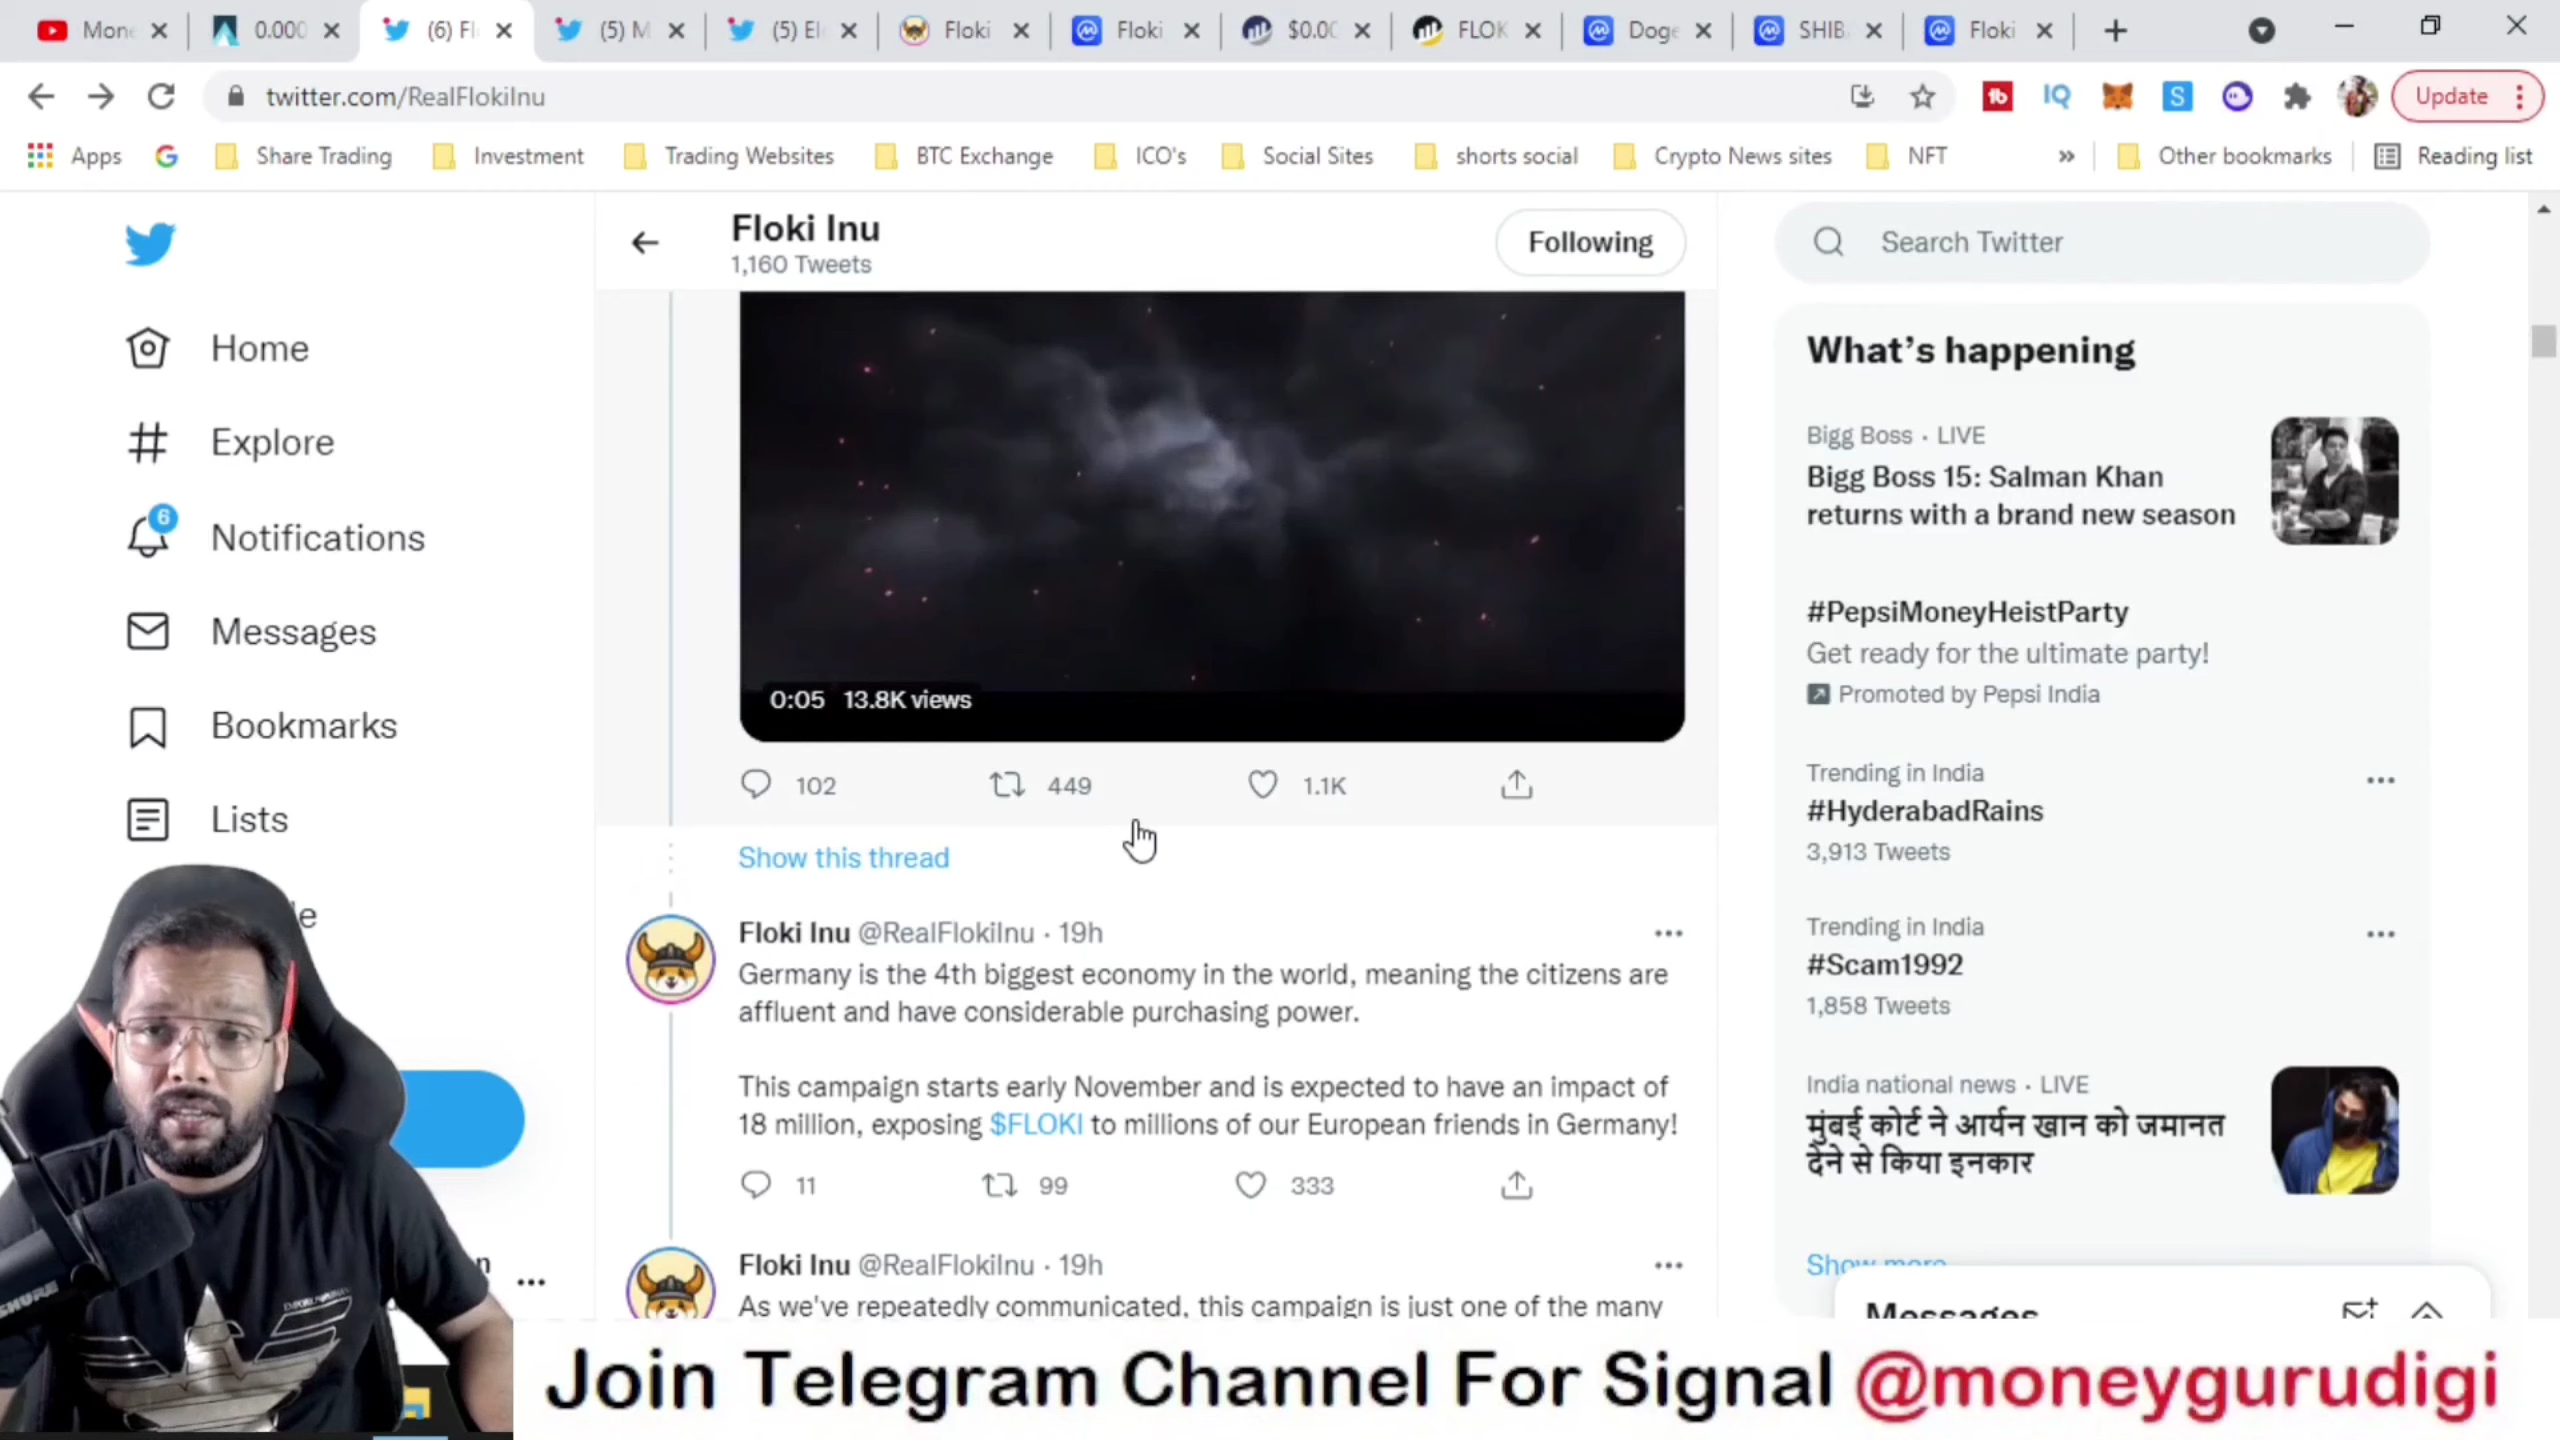 Mone
0.000
(6) Fl
(5) M
(5) El
Floki
Floki
$0.00
FLOK
Doge
SHIB
Floki
twitter.com/RealFlokiInu
Update
Apps
Share Trading
Investment
Trading Websites
BTC Exchange
ICO's
Social Sites
shorts social
Crypto News sites
NFT
Other bookmarks
Reading list
Home
Explore
6
Notifications
Messages
Bookmarks
Lists
le
n
Floki Inu
1,160 Tweets
Following
0:05 13.8K views
102 449 1.1K
Show this thread
Floki Inu @RealFlokiInu · 19h
Germany is the 4th biggest economy in the world, meaning the citizens are
affluent and have considerable purchasing power.
This campaign starts early November and is expected to have an impact of
18 million, exposing $FLOKI to millions of our European friends in Germany!
11 99 333
Floki Inu @RealFlokiInu · 19h
As we've repeatedly communicated, this campaign is just one of the many
Search Twitter
What's happening
Bigg Boss · LIVE
Bigg Boss 15: Salman Khan
returns with a brand new season
#PepsiMoneyHeistParty
Get ready for the ultimate party!
Promoted by Pepsi India
Trending in India
#HyderabadRains
3,913 Tweets
Trending in India
#Scam1992
1,858 Tweets
India national news · LIVE
मुंबई कोर्ट ने आर्यन खान को जमानत
देने से किया इनकार
Show more
Messages
SHURE
Join Telegram Channel For Signal @moneygurudigi